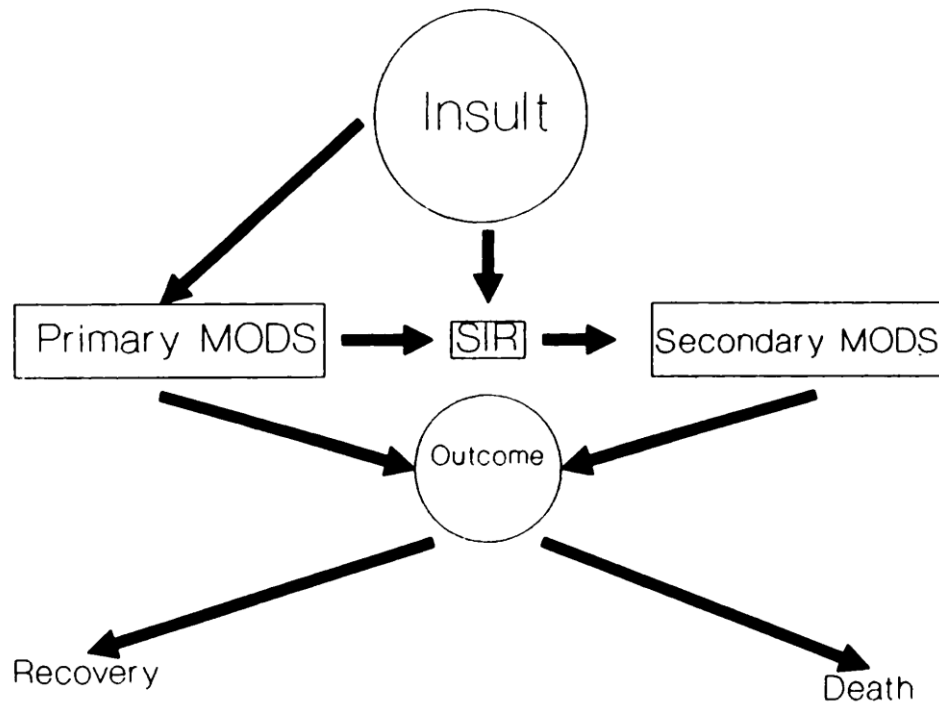 Insult
Primary MODS
SIR
Secondary MODS
Outcome
Recovery
Death